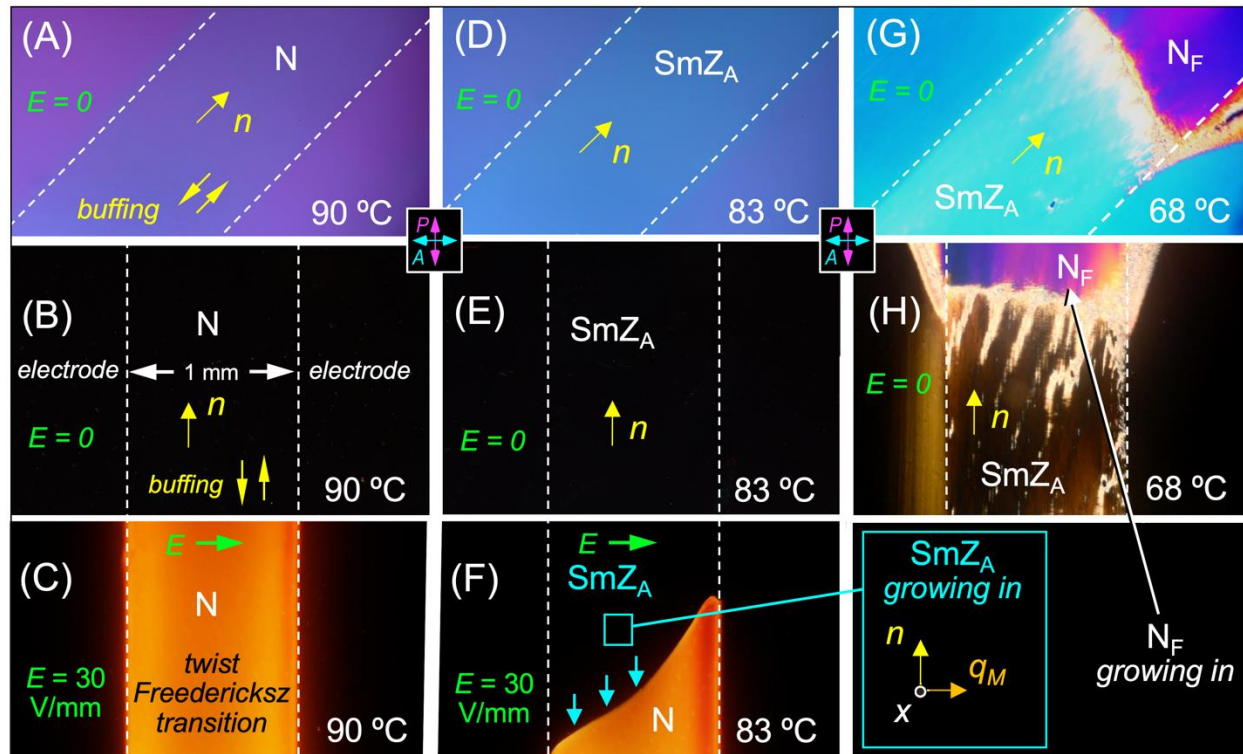 (A)
N
E = 0
n
buffing
90 ºC
(D)
SmZA
E = 0
n
83 ºC
(G)
NF
E = 0
n
SmZA
68 ºC
P
A
P
A
(B)
N
electrode
1 mm
electrode
n
E = 0
buffing
90 ºC
(E)
SmZA
E = 0
n
83 ºC
NF
(H)
E = 0
n
SmZA
68 ºC
(C)
E
N
E = 30
V/mm
twist
Freedericksz
transition
90 ºC
(F)
E
SmZA
E = 30
V/mm
N
83 ºC
SmZA
growing in
n
qM
x
NF
growing in